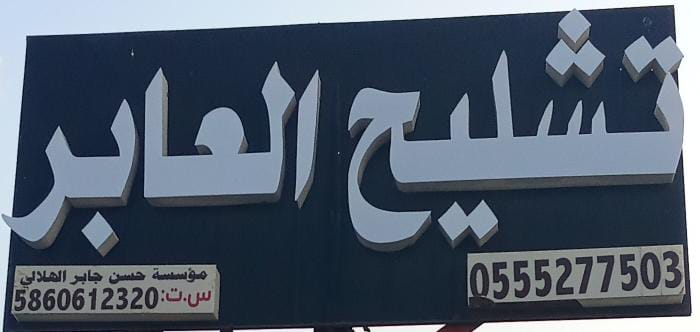 تشليح العابر
0555277503
مؤسسة حسن جابر الهلالي
س.ت: 5860612320